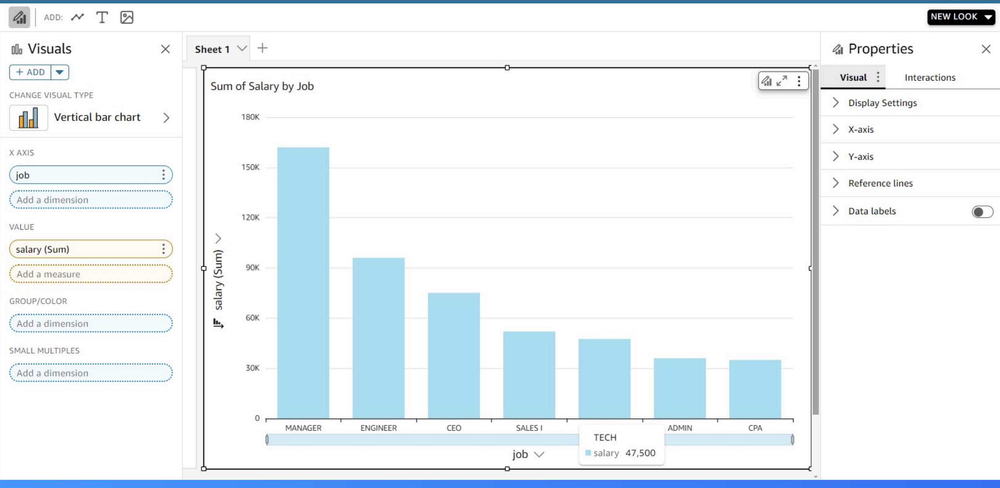 ADD:
NEW LOOK
Visuals
+ ADD
CHANGE VISUAL TYPE
Vertical bar chart
X AXIS
job
Add a dimension
VALUE
salary (Sum)
Add a measure
GROUP/COLOR
Add a dimension
SMALL MULTIPLES
Add a dimension
Sheet 1
Sum of Salary by Job
180K
150K
120K
90K
60K
30K
0
salary (Sum)
MANAGER ENGINEER CEO SALES I ADMIN CPA
job
TECH
salary 47,500
Properties
Visual Interactions
Display Settings
X-axis
Y-axis
Reference lines
Data labels